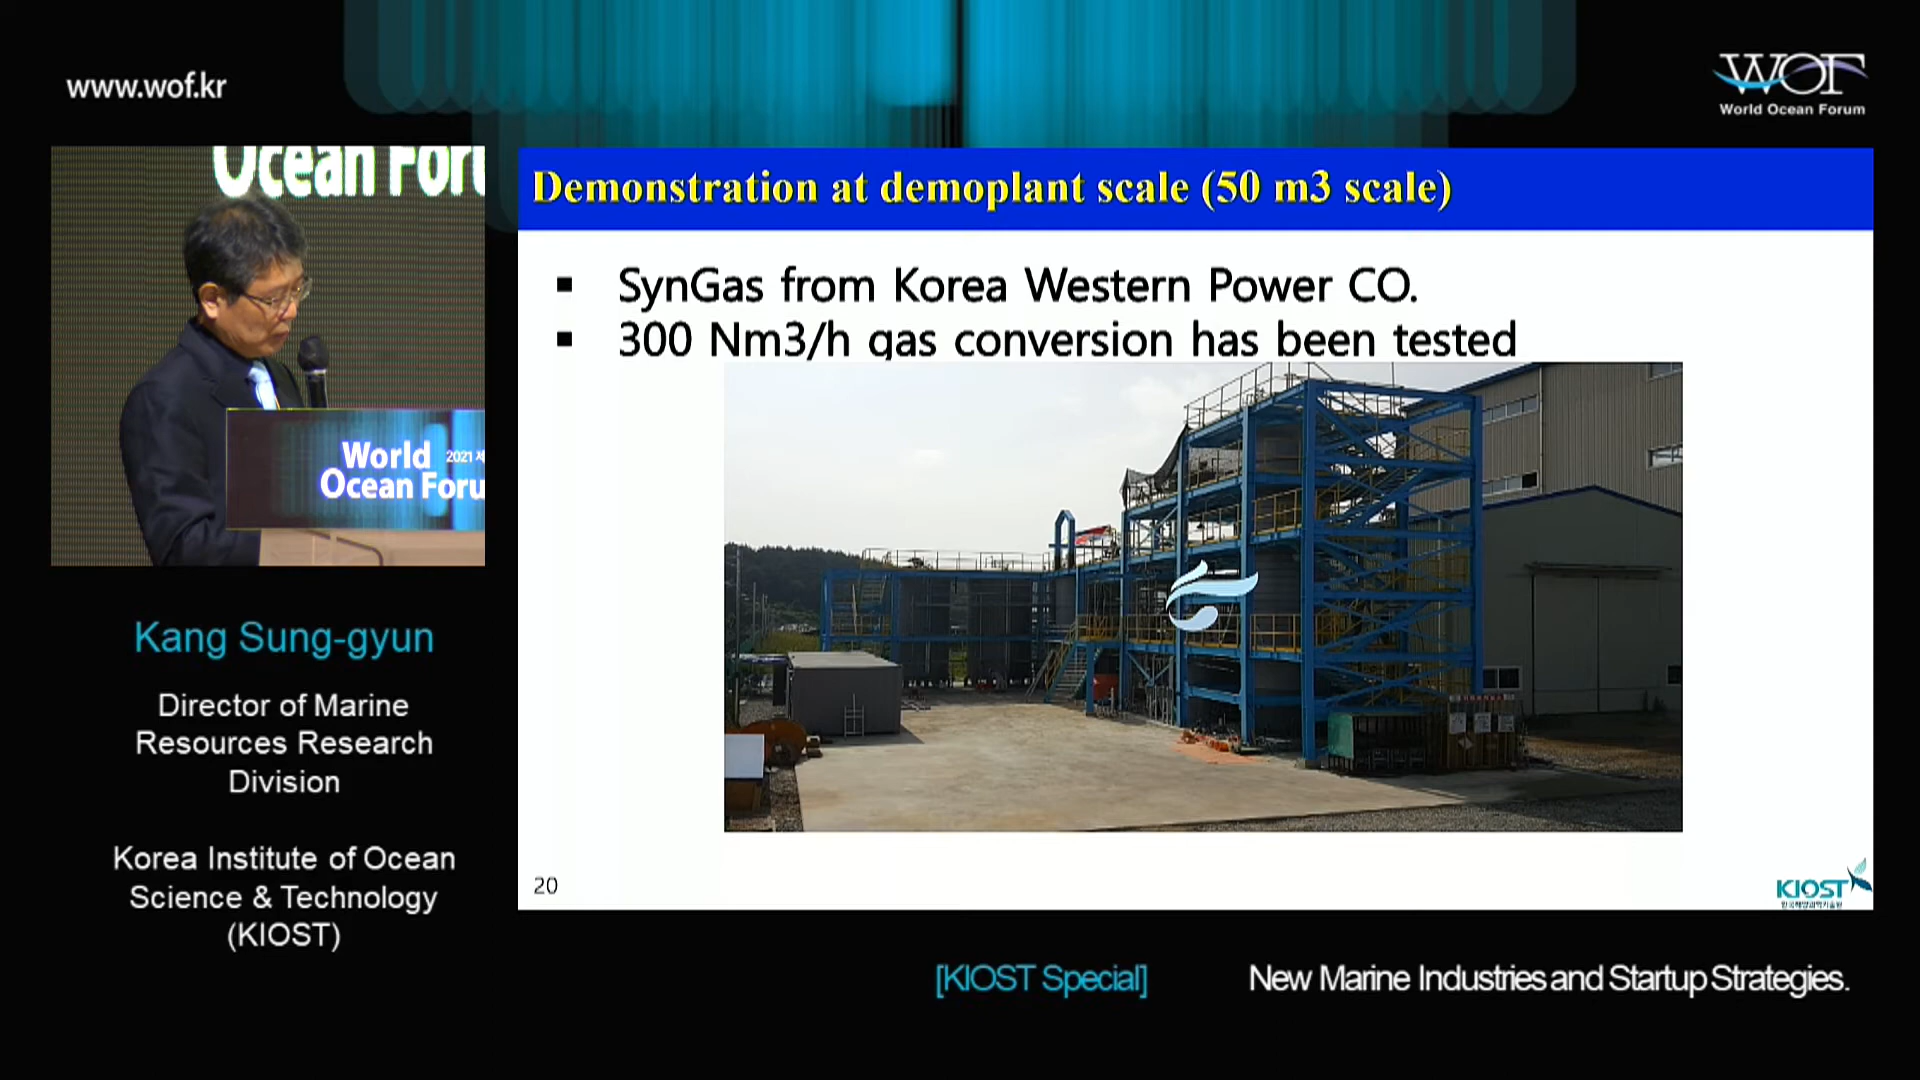 www.wof.kr
WOF
World Ocean Forum
Ocean For
World 2021 제
Ocean Foru
Demonstration at demoplant scale (50 m3 scale)
▪ SynGas from Korea Western Power CO.
▪ 300 Nm3/h gas conversion has been tested
20
KIOST
한국해양과학기술원
Kang Sung-gyun
Director of Marine
Resources Research
Division
Korea Institute of Ocean
Science & Technology
(KIOST)
[KIOST Special] New Marine Industries and Startup Strategies.